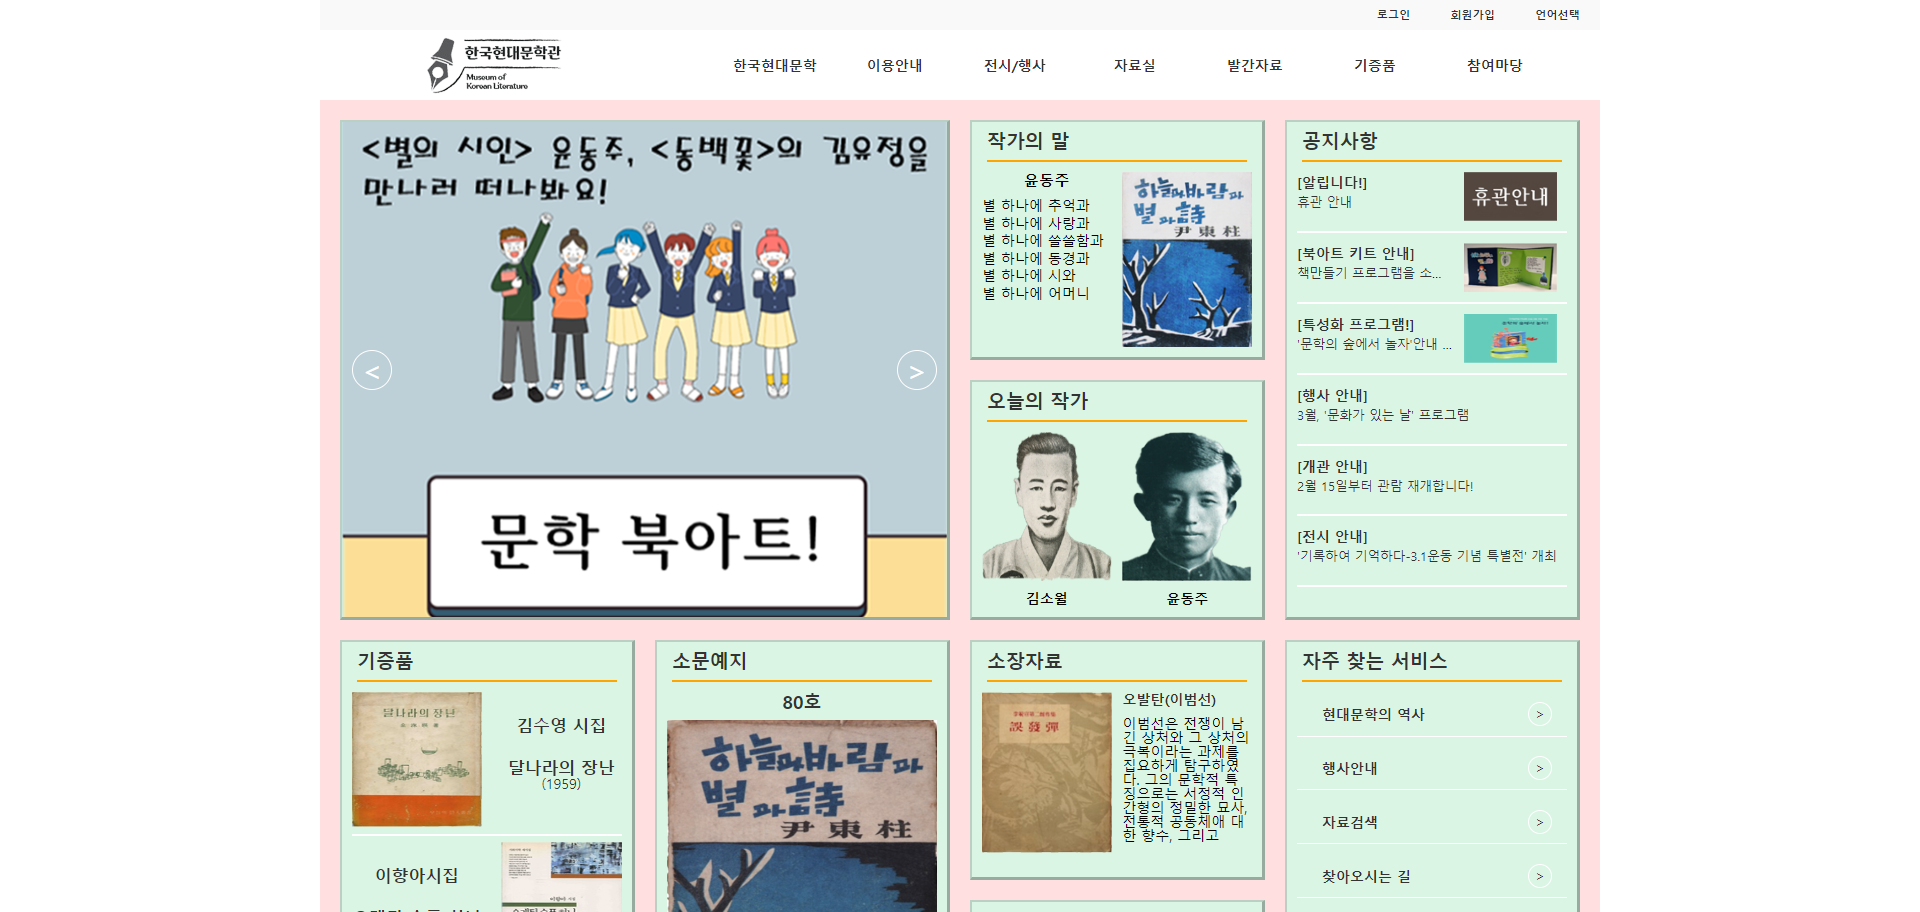 로그인 회원가입 언어선택
한국현대문학관
Museum of
Korean Literature
한국현대문학 이용안내 전시/행사 자료실 발간자료 기증품 참여마당
<별의 시인> 윤동주, <동백꽃>의 김유정을
만나러 떠나봐요!
< >
문학 북아트!
작가의 말
윤동주
별 하나에 추억과
별 하나에 사랑과
별 하나에 쓸쓸함과
별 하나에 동경과
별 하나에 시와
별 하나에 어머니
하늘과바람과
별과詩
尹東柱
오늘의 작가
김소월 윤동주
공지사항
[알립니다!]
휴관 안내
휴관안내
[북아트 키트 안내]
책만들기 프로그램을 소...
[특성화 프로그램!]
'문학의 숲에서 놀자'안내 ...
[행사 안내]
3월, '문화가 있는 날' 프로그램
[개관 안내]
2월 15일부터 관람 재개합니다!
[전시 안내]
'기록하여 기억하다-3.1운동 기념 특별전' 개최
기증품
달나라의 장난
김수영 시집
달나라의 장난
(1959)
이향아시집
소문예지
80호
하늘과바람과
별과詩
尹東柱
소장자료
誤發彈
오발탄(이범선)
이범선은 전쟁이 남
긴 상처와 그 상처의
극복이라는 과제를
집요하게 탐구하였
다. 그의 문학적 특
징으로는 서정적 인
간형의 정밀한 묘사,
전통적 공동체애 대
한 향수, 그리고
자주 찾는 서비스
현대문학의 역사 >
행사안내 >
자료검색 >
찾아오시는 길 >